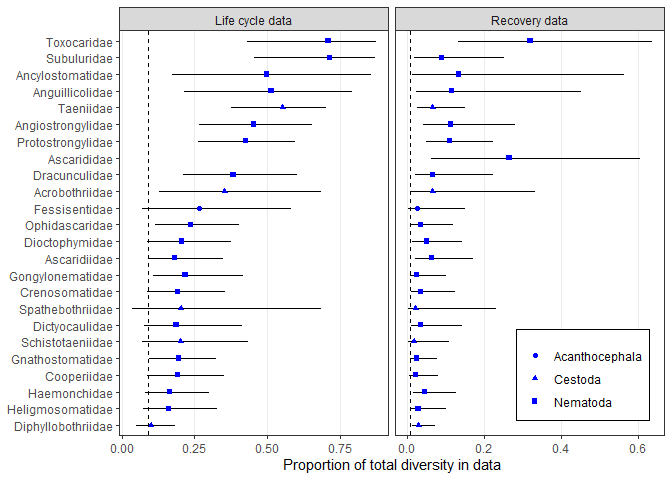 Life cycle data
Recovery data
Toxocaridae
Subuluridae
Ancylostomatidae
Anguillicolidae
Taeniidae
Angiostrongylidae
Protostrongylidae
Ascarididae
Dracunculidae
Acrobothriidae
Fessisentidae
Ophidascaridae
Dioctophymidae
Ascaridiidae
Gongylonematidae
Crenosomatidae
Spathebothriidae
Dictyocaulidae
Schistotaeniidae
Gnathostomatidae
Cooperiidae
Haemonchidae
Heligmosomatidae
Diphyllobothriidae
Acanthocephala
Cestoda
Nematoda
0.00 0.25 0.50 0.75
0.0 0.2 0.4 0.6
Proportion of total diversity in data